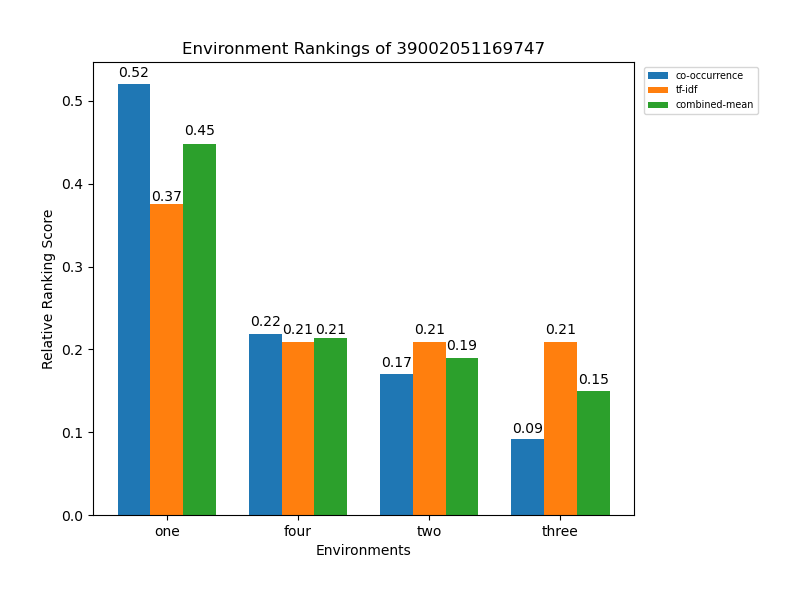 Environment Rankings of 39002051169747
co-occurrence
tf-idf
combined-mean
Relative Ranking Score
0.5
0.4
0.3
0.2
0.1
0.0
0.52
0.37
0.45
0.22
0.21
0.21
0.17
0.21
0.19
0.09
0.21
0.15
one four two three
Environments